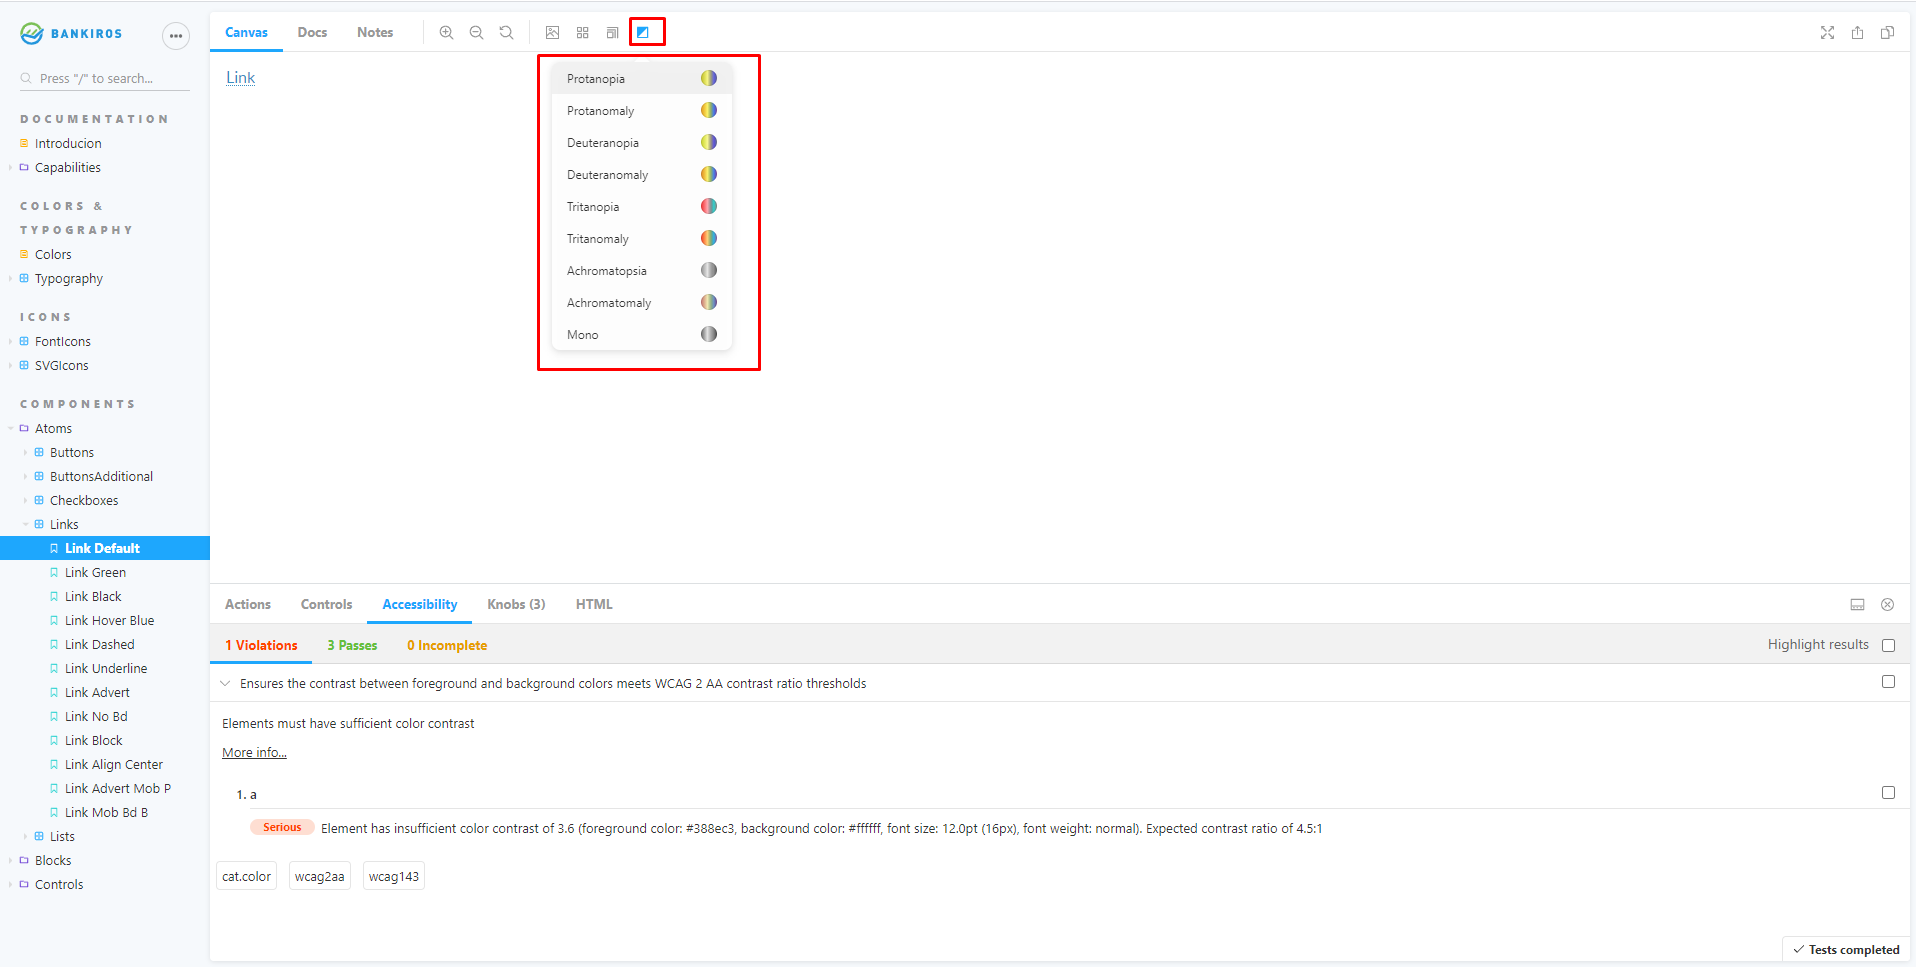 BANKIROS
Press "/" to search...
DOCUMENTATION
Introducion
Capabilities
COLORS &
TYPOGRAPHY
Colors
Typography
ICONS
FontIcons
SVGIcons
COMPONENTS
Atoms
Buttons
ButtonsAdditional
Checkboxes
Links
Link Default
Link Green
Link Black
Link Hover Blue
Link Dashed
Link Underline
Link Advert
Link No Bd
Link Block
Link Align Center
Link Advert Mob P
Link Mob Bd B
Lists
Blocks
Controls
Canvas Docs Notes
Link
Protanopia
Protanomaly
Deuteranopia
Deuteranomaly
Tritanopia
Tritanomaly
Achromatopsia
Achromatomaly
Mono
Actions Controls Accessibility Knobs (3) HTML
1 Violations 3 Passes 0 Incomplete Highlight results
Ensures the contrast between foreground and background colors meets WCAG 2 AA contrast ratio thresholds
Elements must have sufficient color contrast
More info...
1. a
Serious Element has insufficient color contrast of 3.6 (foreground color: #388ec3, background color: #ffffff, font size: 12.0pt (16px), font weight: normal). Expected contrast ratio of 4.5:1
cat.color wcag2aa wcag143
Tests completed